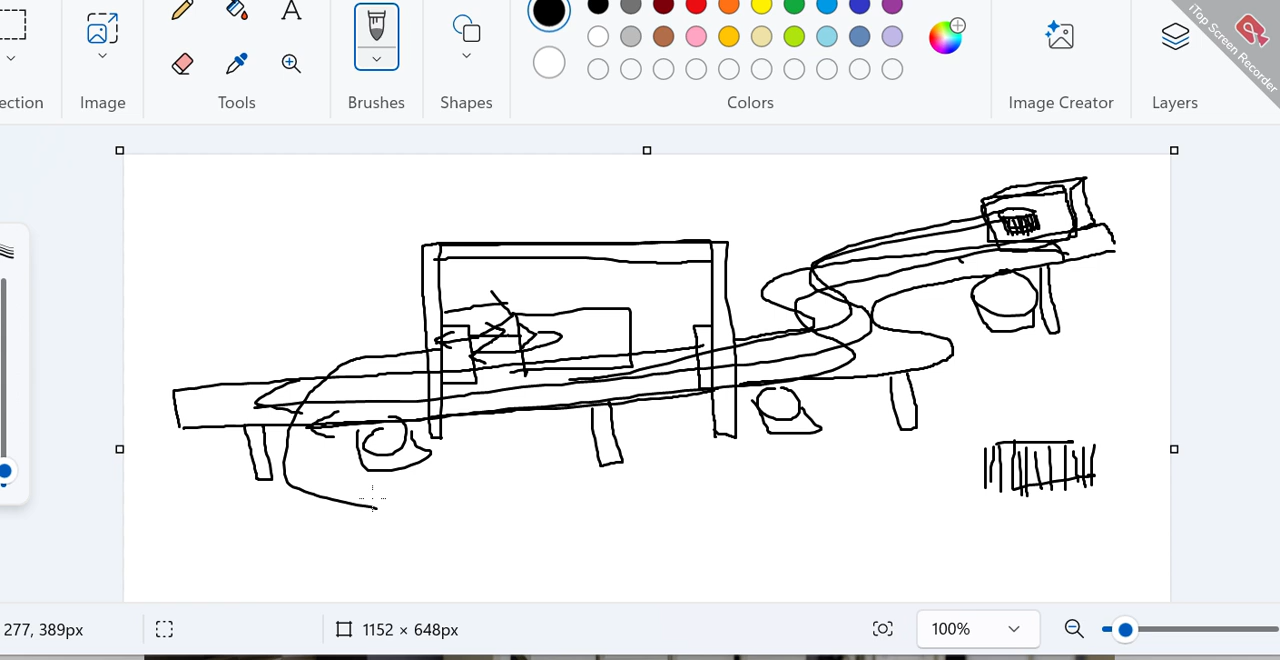 ection
Image
Tools
Brushes
Shapes
Colors
Image Creator
Layers
iTop Screen Recorder
277, 389px
1152 × 648px
100%